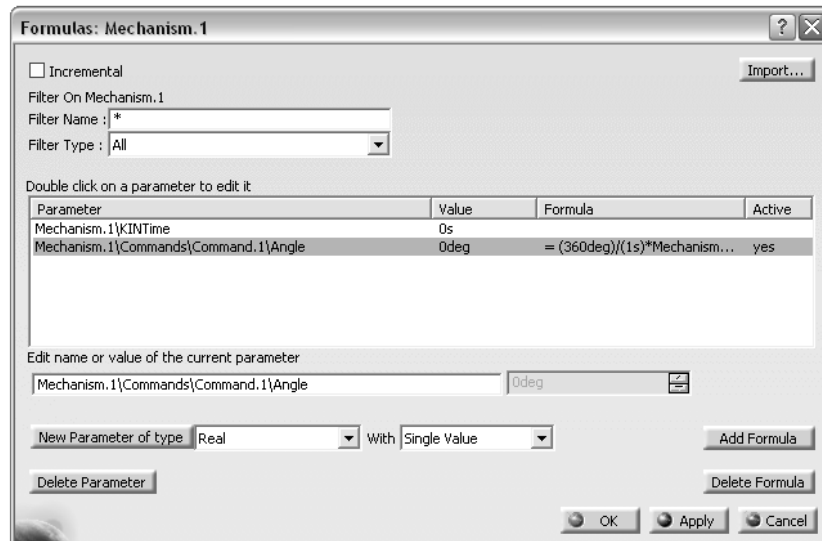 Formulas: Mechanism.1
Incremental
Import...
Filter On Mechanism.1
Filter Name : *
Filter Type : All
Double click on a parameter to edit it
Parameter Value Formula Active
Mechanism.1\KINTime 0s
Mechanism.1\Commands\Command.1\Angle 0deg = (360deg)/(1s)*Mechanism... yes
Edit name or value of the current parameter
Mechanism.1\Commands\Command.1\Angle 0deg
New Parameter of type Real With Single Value Add Formula
Delete Parameter Delete Formula
OK Apply Cancel